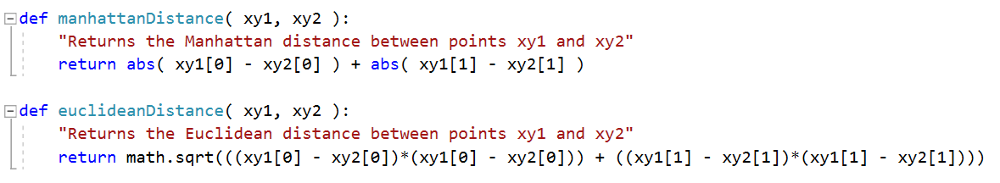 def manhattanDistance( xy1, xy2 ):
"Returns the Manhattan distance between points xy1 and xy2"
return abs( xy1[0] - xy2[0] ) + abs( xy1[1] - xy2[1] )
def euclideanDistance( xy1, xy2 ):
"Returns the Euclidean distance between points xy1 and xy2"
return math.sqrt(((xy1[0] - xy2[0])*(xy1[0] - xy2[0])) + ((xy1[1] - xy2[1])*(xy1[1] - xy2[1])))